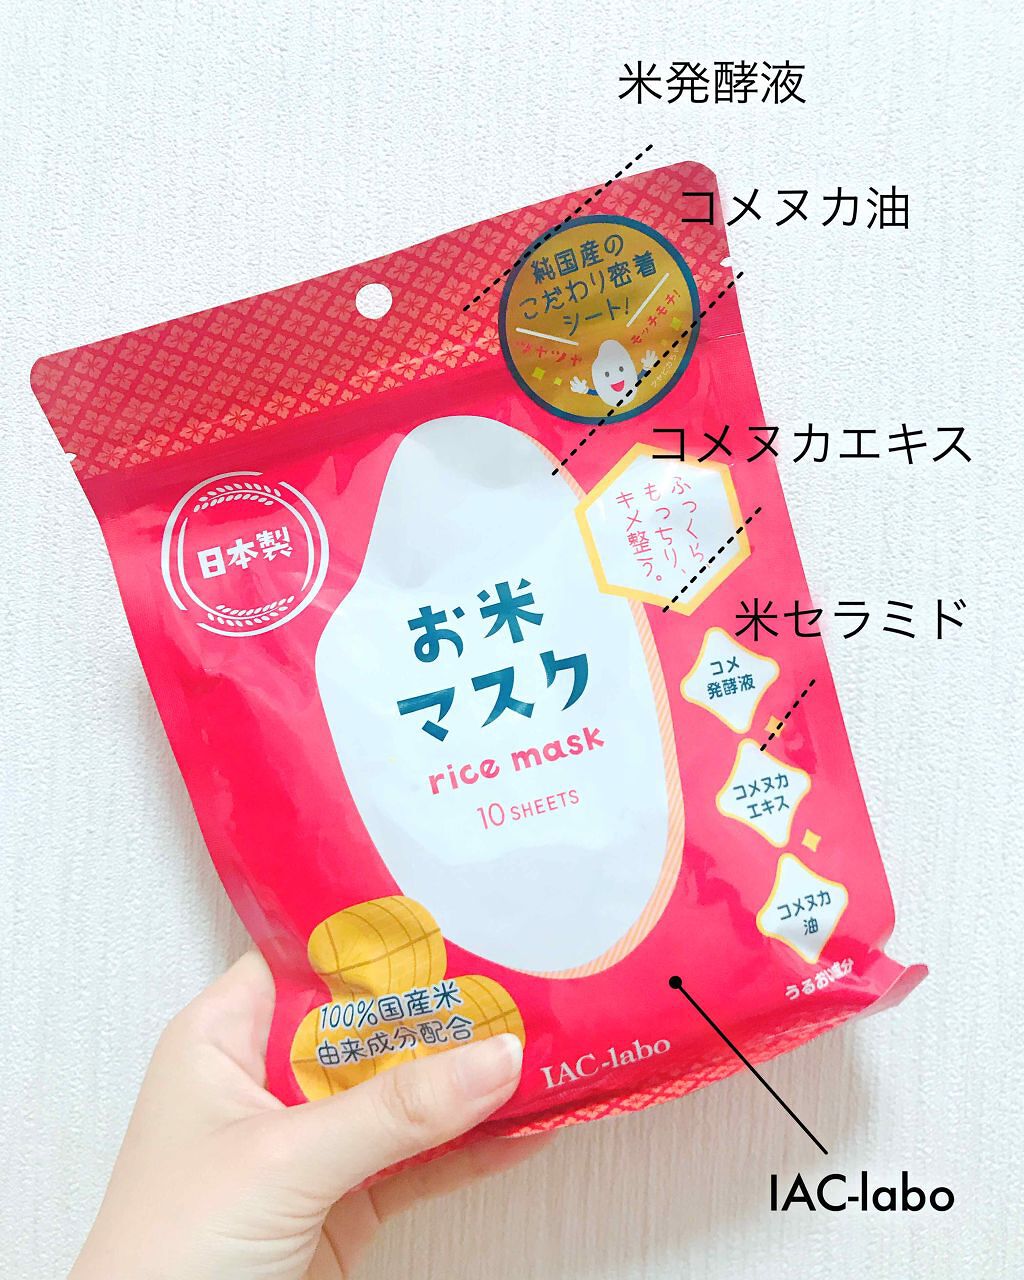 米発酵液
コメヌカ油
純国産の
こだわり密着
シート!
ツヤツヤ
モッチモチ!
コメヌカエキス
ふっくら、
もっちり、
キメ整う。
日本製
お米
マスク
rice mask
10 SHEETS
米セラミド
コメ
発酵液
コメヌカ
エキス
コメヌカ
油
うるおい成分
100%国産米
由来成分配合
IAC-labo
IAC-labo